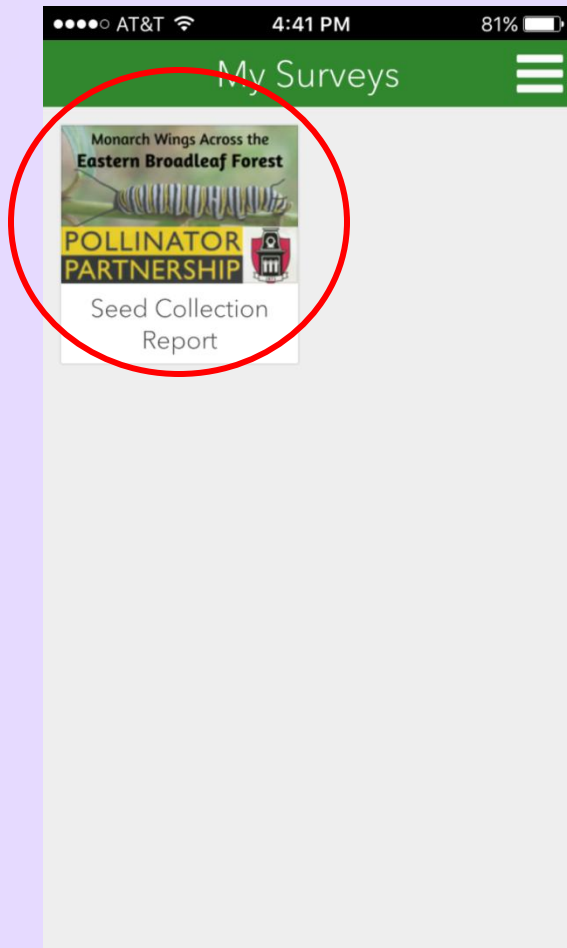 AT&T 4:41 PM 81%
My Surveys
Monarch Wings Across the
Eastern Broadleaf Forest
POLLINATOR
PARTNERSHIP
Seed Collection
Report